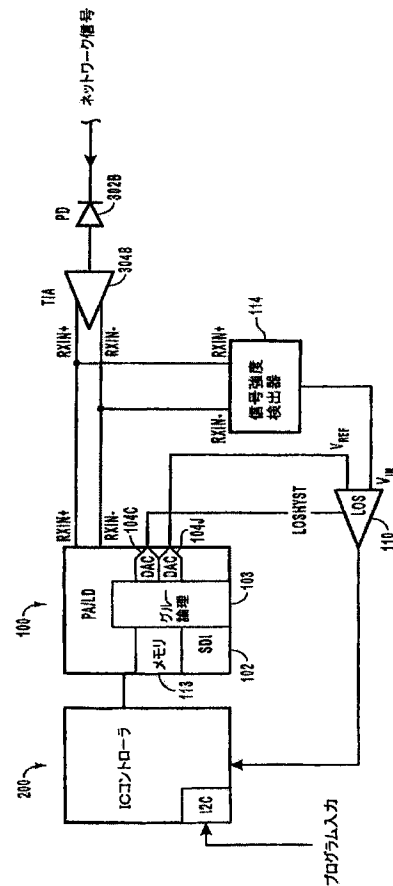 ネットワーク信号
PD
302B
TIA
304B
RXIN+
RXIN-
RXIN+
RXIN-
114
信号強度
検出器
RXIN+
RXIN-
100
PA/LD
104C
DAC
DAC
104J
グルー
論理
103
メモリ
SDI
102
113
LOSHYST
VREF
VIN
LOS
110
200
ICコントローラ
I2C
プログラム入力